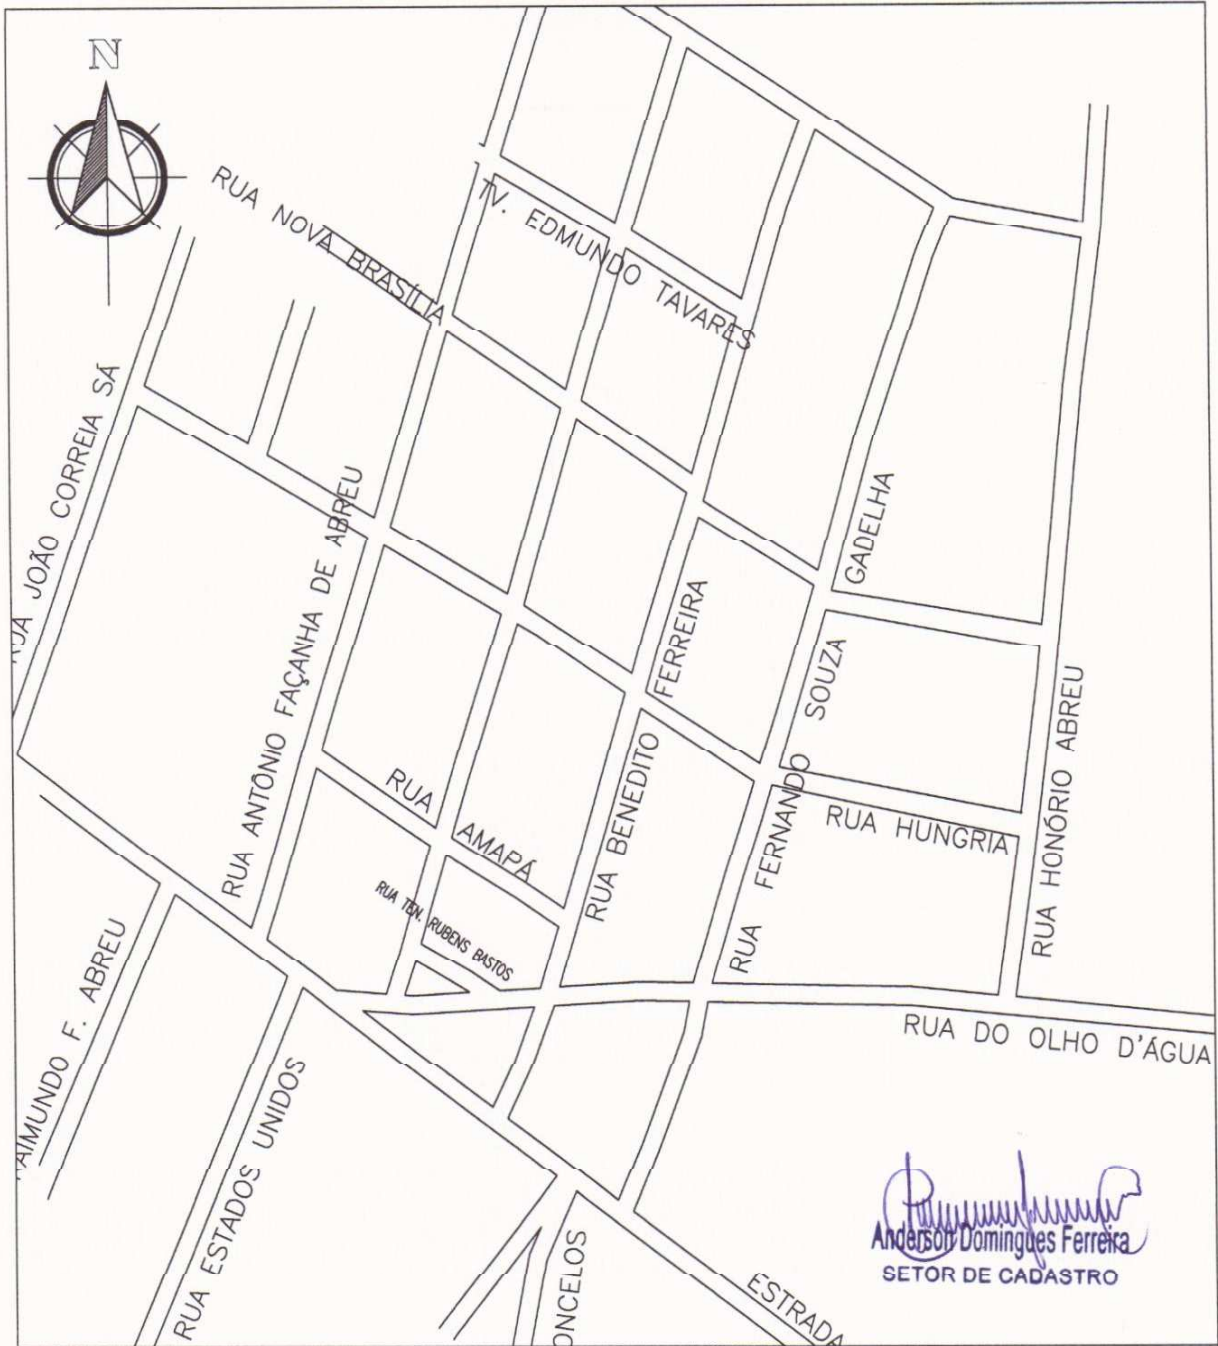 N
RUA NOVA BRASÍLIA
TV. EDMUNDO TAVARES
RUA JOÃO CORREIA SÁ
RUA ANTÔNIO FAÇANHA DE ABREU
GADELHA
FERREIRA
SOUZA
RUA BENEDITO
RUA FERNANDO
RUA HONÓRIO ABREU
RUA HUNGRIA
RUA AMAPÁ
RUA TEN. RUBENS BASTOS
AIMUNDO F. ABREU
RUA ESTADOS UNIDOS
RUA DO OLHO D'ÁGUA
ONCELOS
ESTRADA
Anderson Domingues Ferreira
SETOR DE CADASTRO